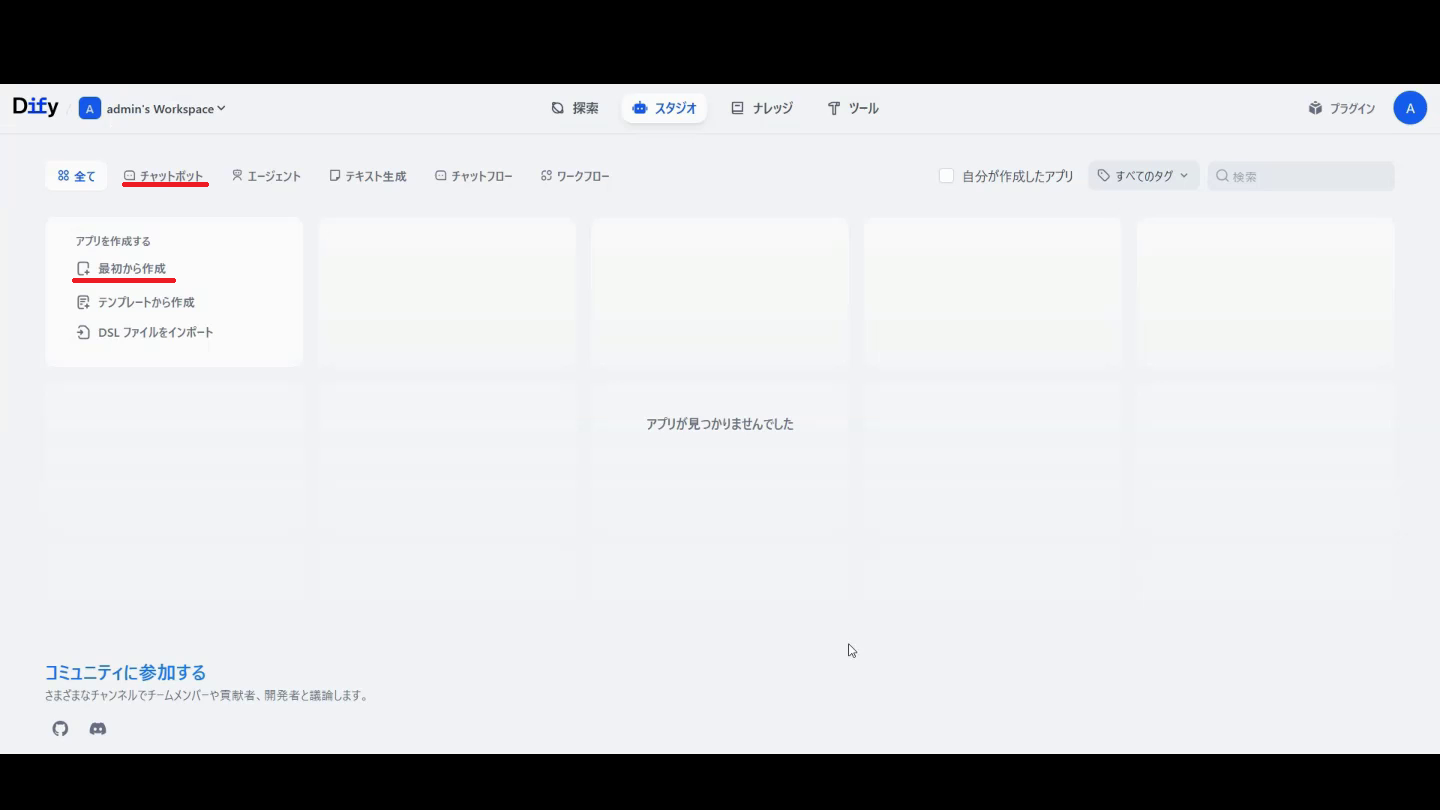 Dify
A admin's Workspace
探索
スタジオ
ナレッジ
ツール
プラグイン
A
全て
チャットボット
エージェント
テキスト生成
チャットフロー
ワークフロー
自分が作成したアプリ
すべてのタグ
検索
アプリを作成する
最初から作成
テンプレートから作成
DSL ファイルをインポート
アプリが見つかりませんでした
コミュニティに参加する
さまざまなチャンネルでチームメンバーや貢献者、開発者と議論します。